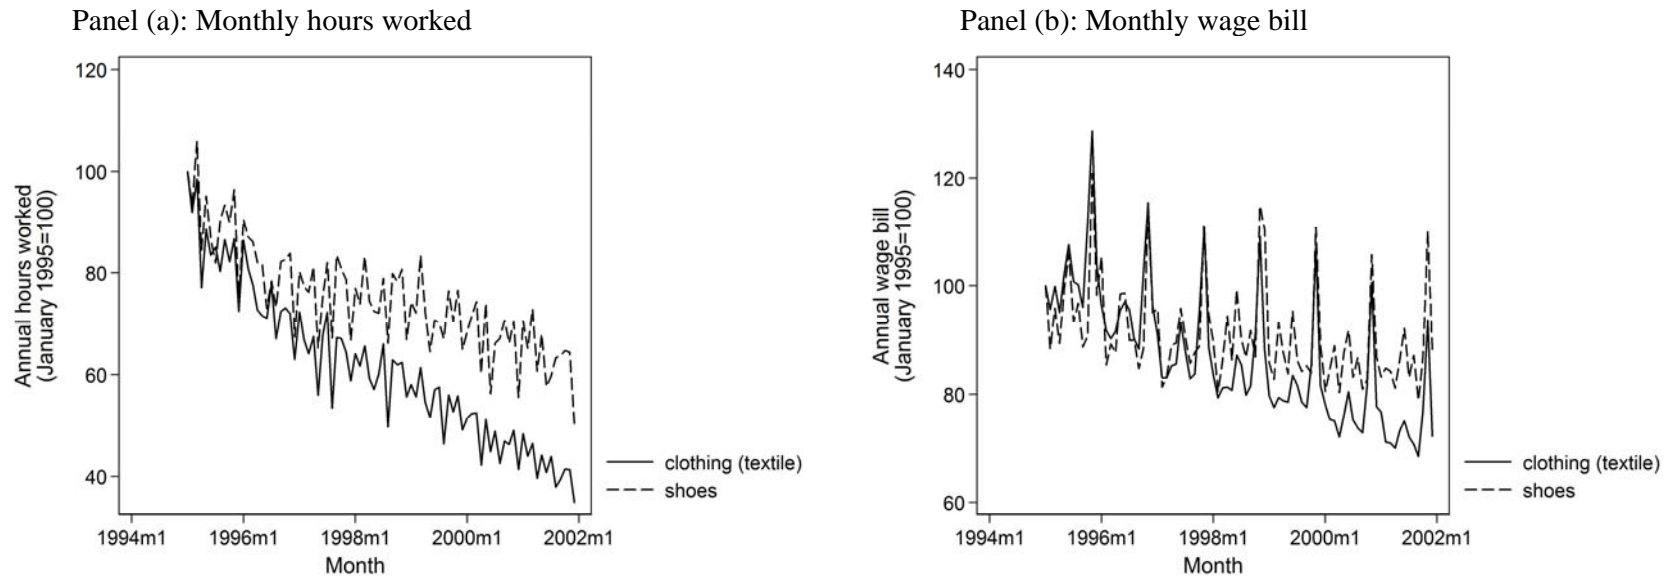 Panel (a): Monthly hours worked
120
100
80
60
40
Annual hours worked
(January 1995=100)
1994m1 1996m1 1998m1 2000m1 2002m1
Month
clothing (textile)
shoes
Panel (b): Monthly wage bill
140
120
100
80
60
Annual wage bill
(January 1995=100)
1994m1 1996m1 1998m1 2000m1 2002m1
Month
clothing (textile)
shoes